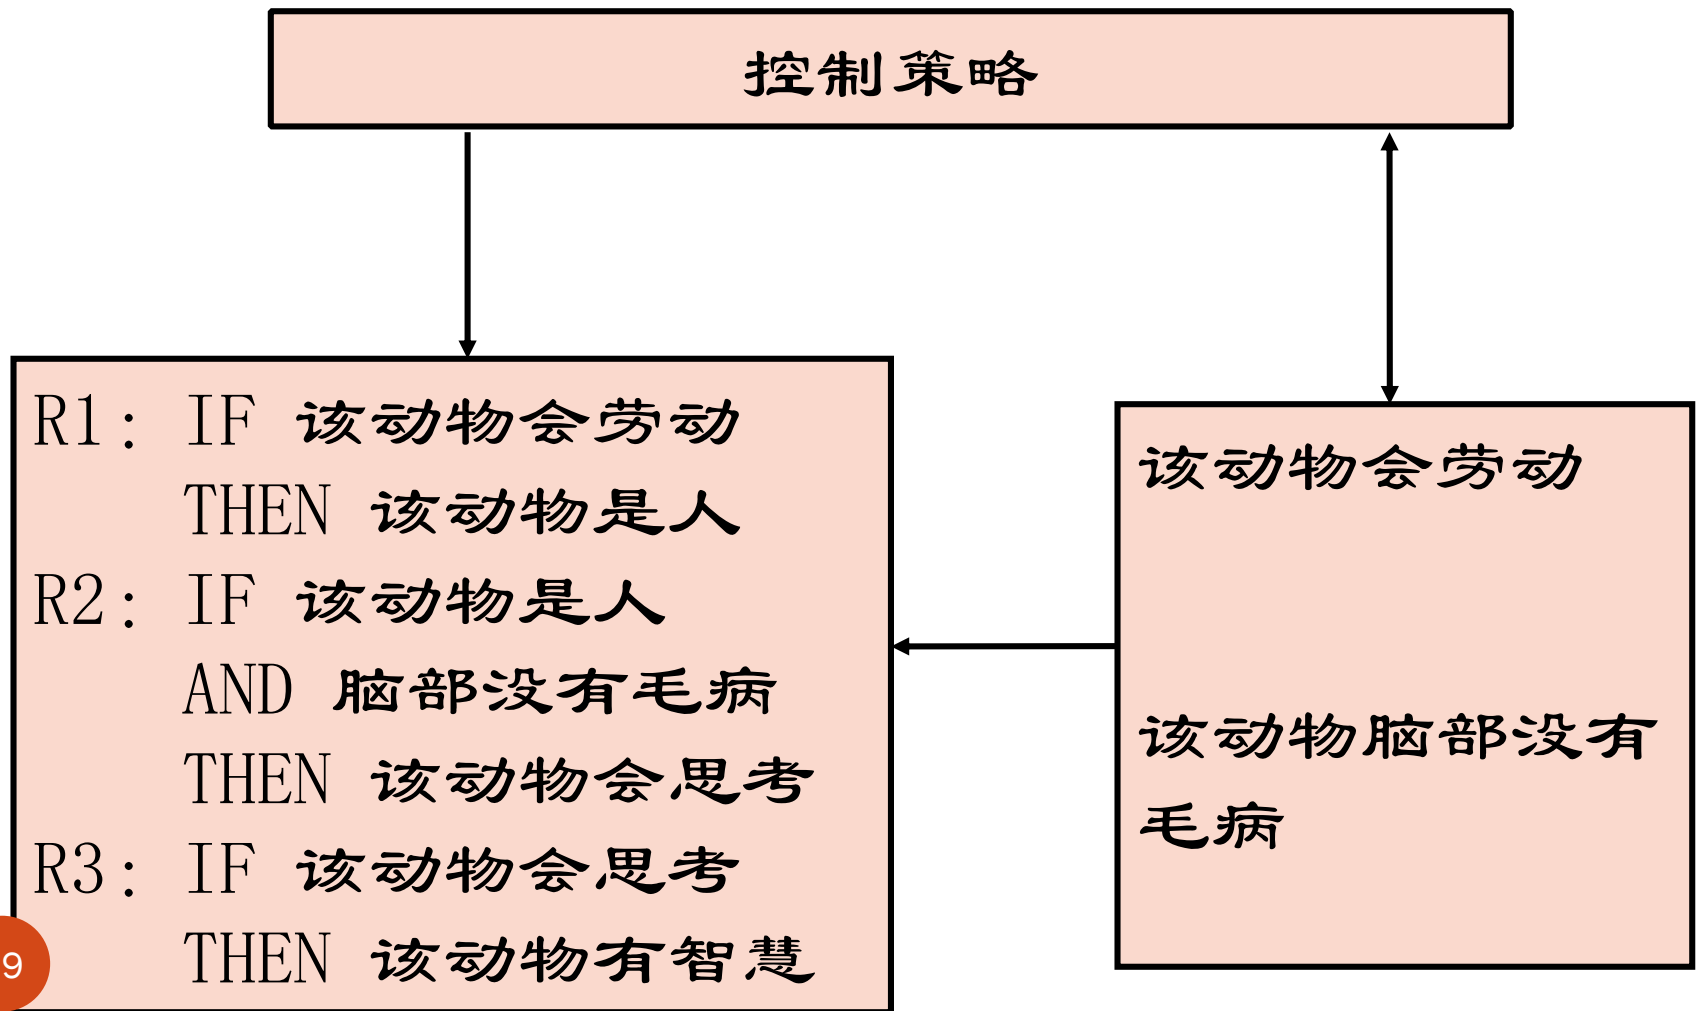 控制策略
R1: IF 该动物会劳动
THEN 该动物是人
R2: IF 该动物是人
AND 脑部没有毛病
THEN 该动物会思考
R3: IF 该动物会思考
THEN 该动物有智慧
该动物会劳动
该动物脑部没有
毛病
9